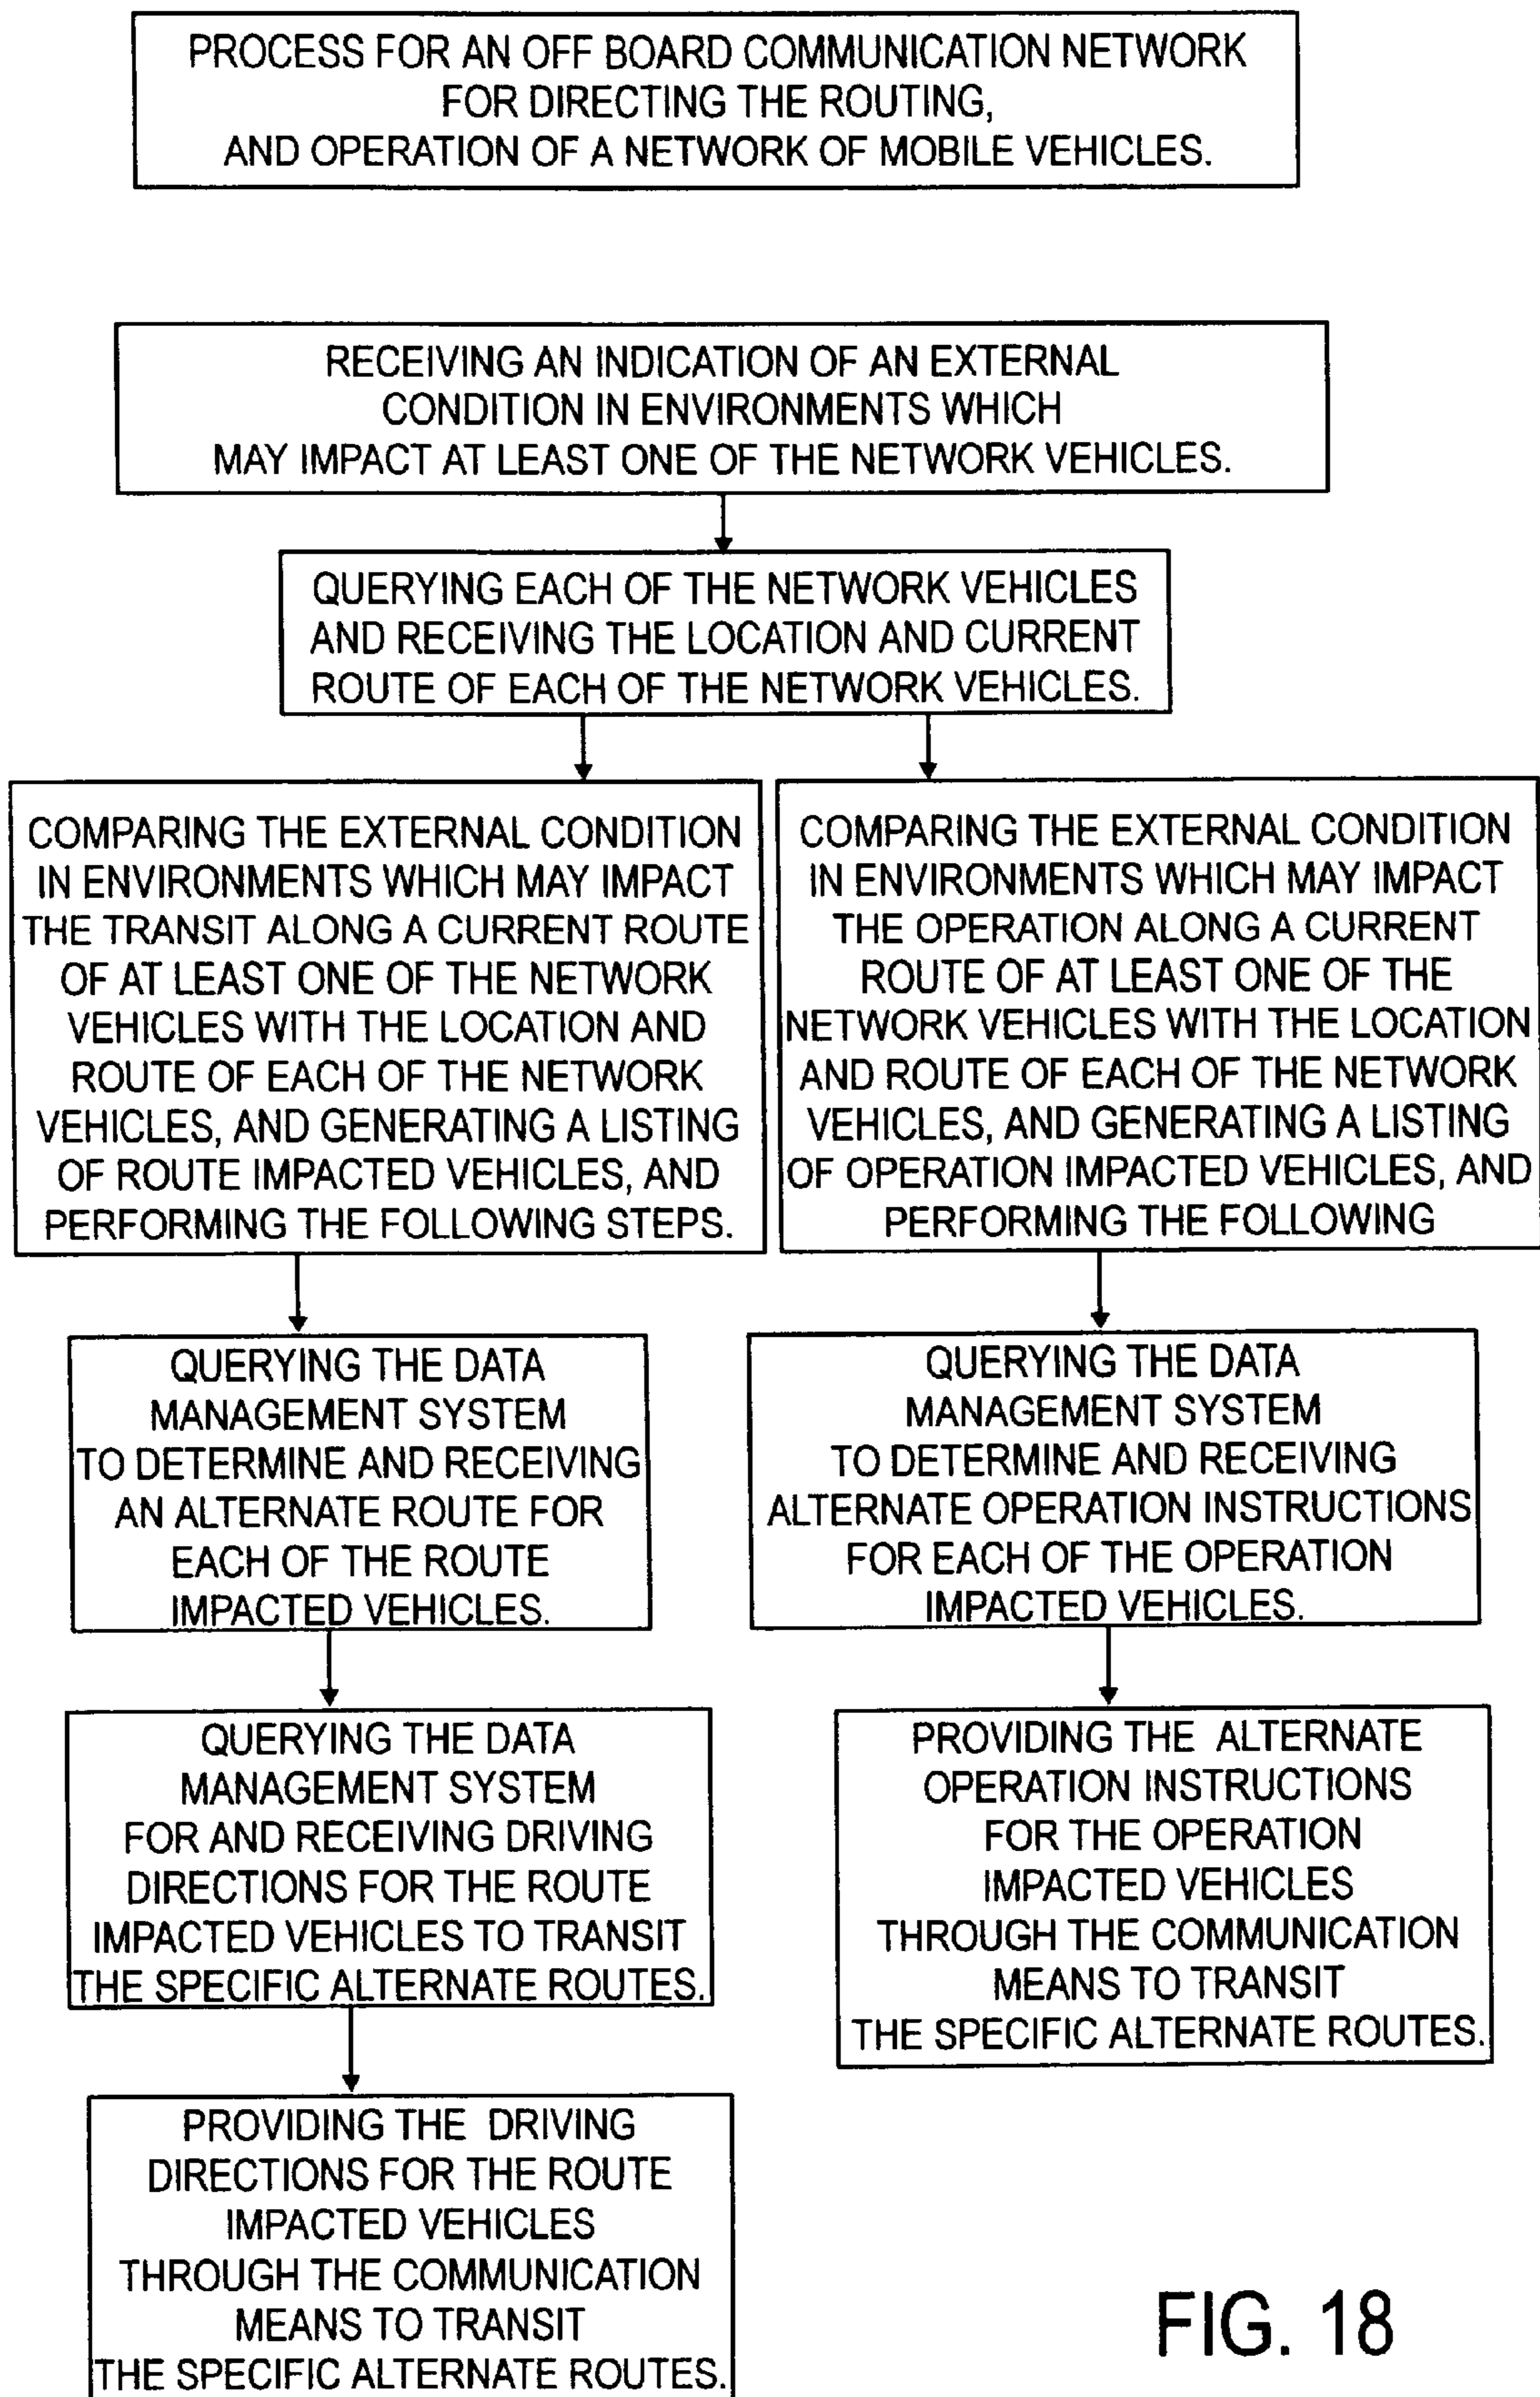 PROCESS FOR AN OFF BOARD COMMUNICATION NETWORK
FOR DIRECTING THE ROUTING,
AND OPERATION OF A NETWORK OF MOBILE VEHICLES.
RECEIVING AN INDICATION OF AN EXTERNAL
CONDITION IN ENVIRONMENTS WHICH
MAY IMPACT AT LEAST ONE OF THE NETWORK VEHICLES.
QUERYING EACH OF THE NETWORK VEHICLES
AND RECEIVING THE LOCATION AND CURRENT
ROUTE OF EACH OF THE NETWORK VEHICLES.
COMPARING THE EXTERNAL CONDITION
IN ENVIRONMENTS WHICH MAY IMPACT
THE TRANSIT ALONG A CURRENT ROUTE
OF AT LEAST ONE OF THE NETWORK
VEHICLES WITH THE LOCATION AND
ROUTE OF EACH OF THE NETWORK
VEHICLES, AND GENERATING A LISTING
OF ROUTE IMPACTED VEHICLES, AND
PERFORMING THE FOLLOWING STEPS.
COMPARING THE EXTERNAL CONDITION
IN ENVIRONMENTS WHICH MAY IMPACT
THE OPERATION ALONG A CURRENT
ROUTE OF AT LEAST ONE OF THE
NETWORK VEHICLES WITH THE LOCATION
AND ROUTE OF EACH OF THE NETWORK
VEHICLES, AND GENERATING A LISTING
OF OPERATION IMPACTED VEHICLES, AND
PERFORMING THE FOLLOWING
QUERYING THE DATA
MANAGEMENT SYSTEM
TO DETERMINE AND RECEIVING
AN ALTERNATE ROUTE FOR
EACH OF THE ROUTE
IMPACTED VEHICLES.
QUERYING THE DATA
MANAGEMENT SYSTEM
TO DETERMINE AND RECEIVING
ALTERNATE OPERATION INSTRUCTIONS
FOR EACH OF THE OPERATION
IMPACTED VEHICLES.
QUERYING THE DATA
MANAGEMENT SYSTEM
FOR AND RECEIVING DRIVING
DIRECTIONS FOR THE ROUTE
IMPACTED VEHICLES TO TRANSIT
THE SPECIFIC ALTERNATE ROUTES.
PROVIDING THE ALTERNATE
OPERATION INSTRUCTIONS
FOR THE OPERATION
IMPACTED VEHICLES
THROUGH THE COMMUNICATION
MEANS TO TRANSIT
THE SPECIFIC ALTERNATE ROUTES.
PROVIDING THE DRIVING
DIRECTIONS FOR THE ROUTE
IMPACTED VEHICLES
THROUGH THE COMMUNICATION
MEANS TO TRANSIT
THE SPECIFIC ALTERNATE ROUTES.
FIG. 18